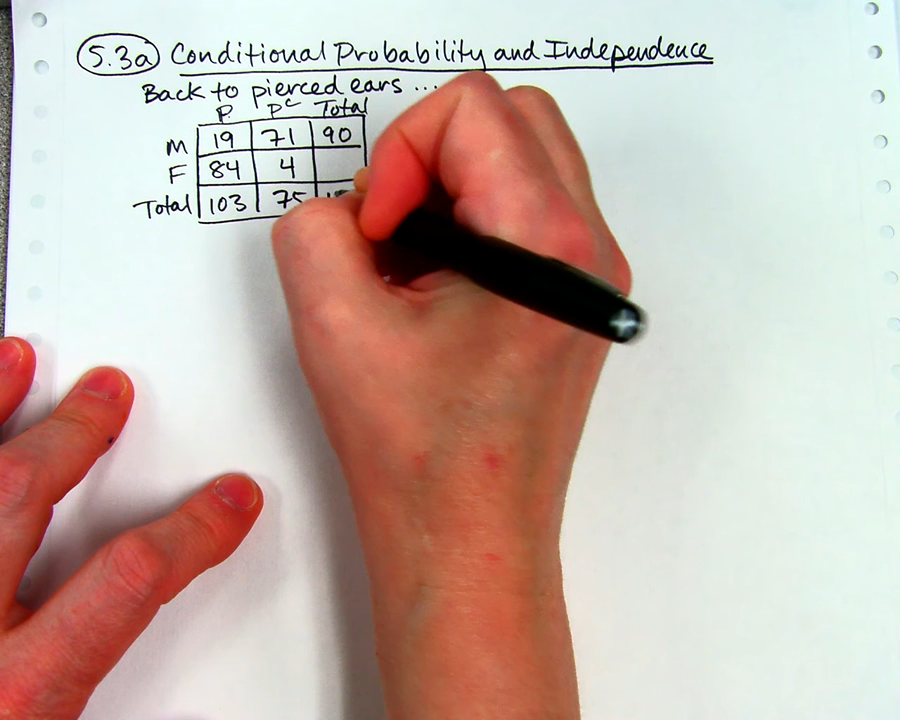 5.3a Conditional Probability and Independence
Back to pierced ears ...
P Pᶜ Total
M 19 71 90
F 84 4
Total 103 75